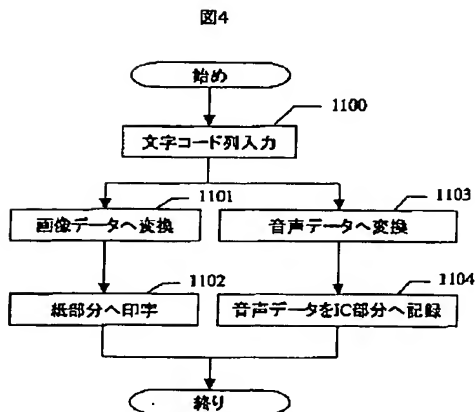 図4
始め
1100
文字コード列入力
1101
画像データへ変換
1103
音声データへ変換
1102
紙部分へ印字
1104
音声データをIC部分へ記録
終り